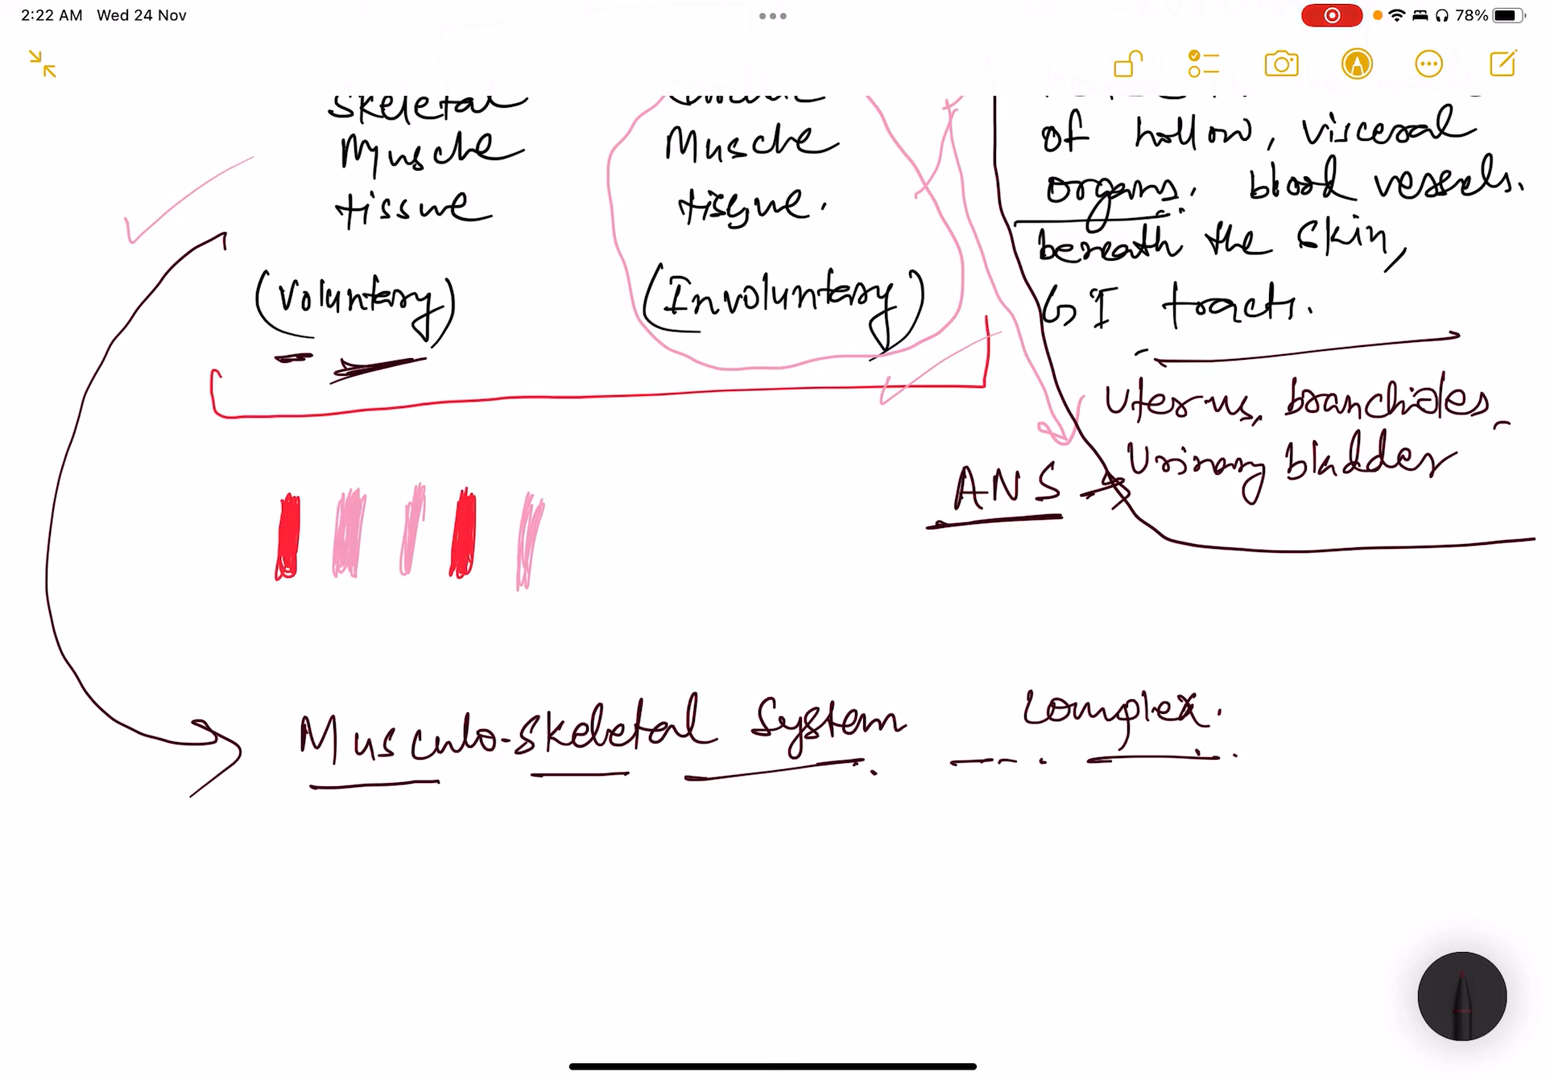 2:22 AM Wed 24 Nov
78%
Skeletal
Muscle
tissue
(Voluntary)
Muscle
tissue.
(Involuntary)
of hollow, visceral
organs. blood vessels.
beneath the skin,
GI tracts.
Uterus, bronchioles,
Urinary bladder
ANS
Musculo-skeletal System complex.